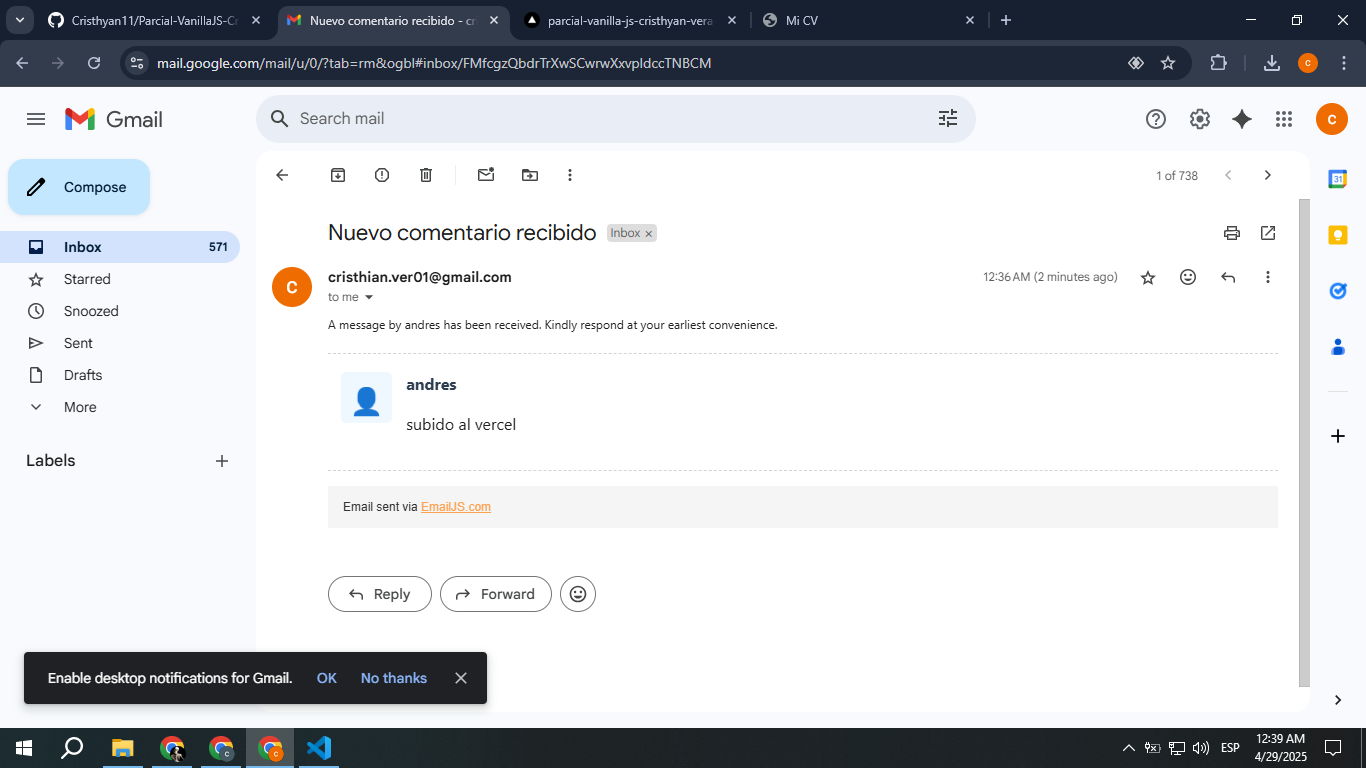 Cristhyan11/Parcial-VanillaJS-Cr
Nuevo comentario recibido - cri
parcial-vanilla-js-cristhyan-vera
Mi CV
mail.google.com/mail/u/0/?tab=rm&ogbl#inbox/FMfcgzQbdrTrXwSCwrwXxvpIdccTNBCM
C
Gmail
Search mail
C
Compose
1 of 738
31
Inbox 571
Starred
Snoozed
Sent
Drafts
More
Labels
Nuevo comentario recibido
Inbox ×
C
cristhian.ver01@gmail.com
12:36 AM (2 minutes ago)
to me
A message by andres has been received. Kindly respond at your earliest convenience.
andres
subido al vercel
Email sent via EmailJS.com
Reply
Forward
Enable desktop notifications for Gmail. OK No thanks
ESP
12:39 AM
4/29/2025